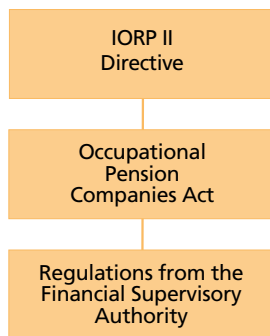 IORP II
Directive
Occupational
Pension
Companies Act
Regulations from the
Financial Supervisory
Authority